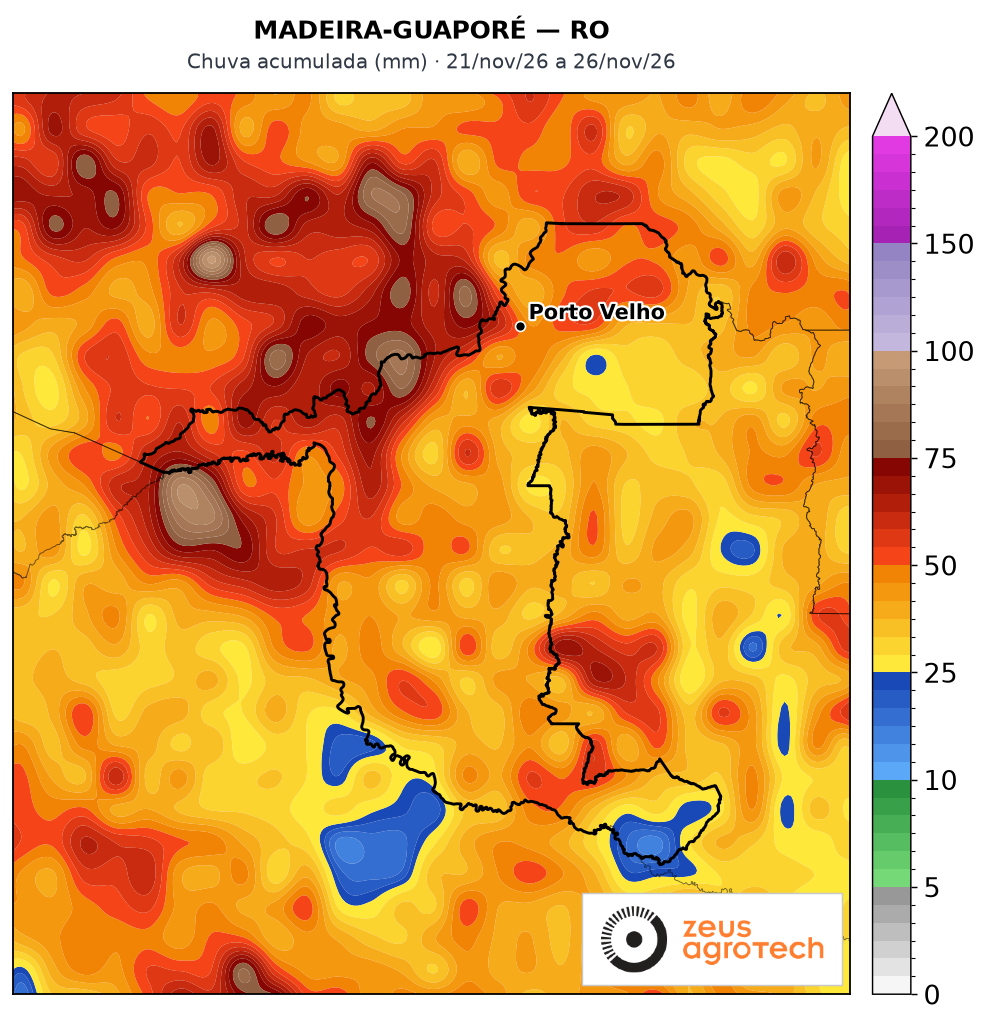 MADEIRA-GUAPORÉ — RO
Chuva acumulada (mm) · 21/nov/26 a 26/nov/26
Porto Velho
200
150
100
75
50
25
10
5
0
zeus
agrotech